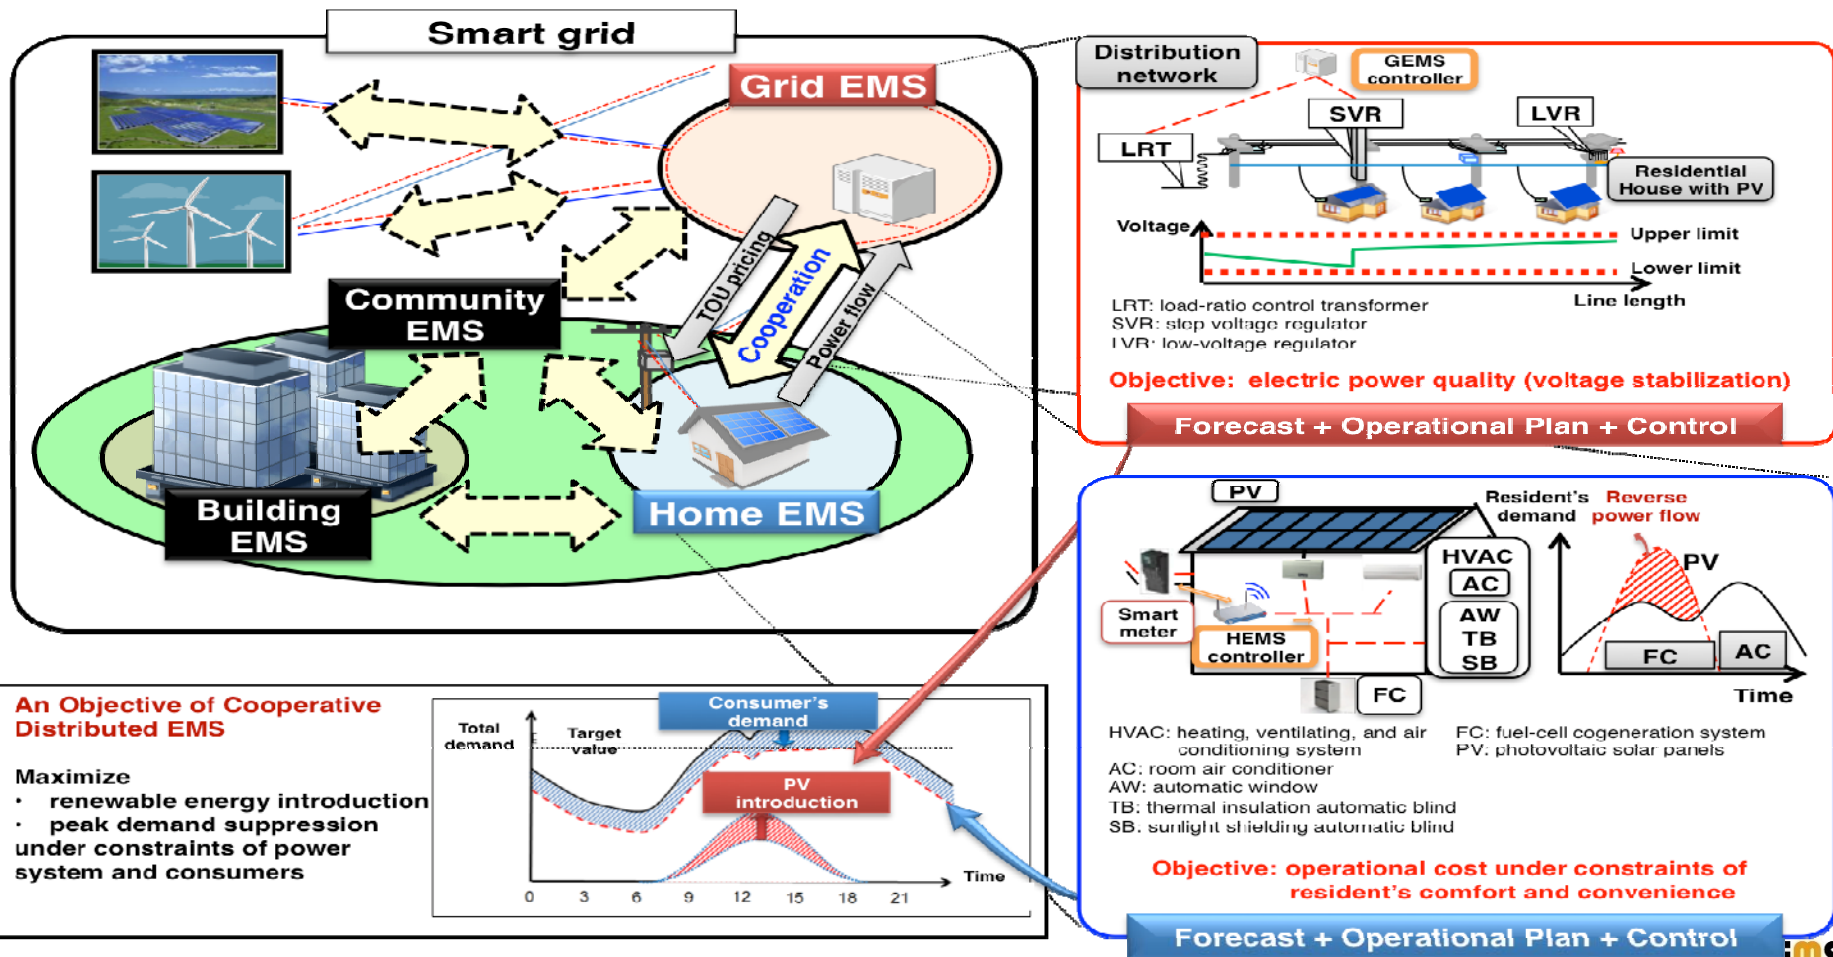 Smart grid
Grid EMS
TOU pricing
Cooperation
Power flow
Community
EMS
Building
EMS
Home EMS
Distribution
network
GEMS
controller
SVR
LVR
LRT
Residential
House with PV
Voltage
Upper limit
Lower limit
Line length
LRT: load-ratio control transformer
SVR: step voltage regulator
LVR: low-voltage regulator
Objective: electric power quality (voltage stabilization)
Forecast + Operational Plan + Control
PV
Resident's
demand
Reverse
power flow
HVAC
AC
AW
TB
SB
PV
Smart
meter
HEMS
controller
FC
FC
AC
Time
HVAC: heating, ventilating, and air
conditioning system
AC: room air conditioner
AW: automatic window
TB: thermal insulation automatic blind
SB: sunlight shielding automatic blind
FC: fuel-cell cogeneration system
PV: photovoltaic solar panels
Objective: operational cost under constraints of
resident's comfort and convenience
Forecast + Operational Plan + Control
An Objective of Cooperative
Distributed EMS
Maximize
· renewable energy introduction
· peak demand suppression
under constraints of power
system and consumers
Total
demand
Target
value
Consumer's
demand
PV
introduction
Time
0 3 6 9 12 15 18 21